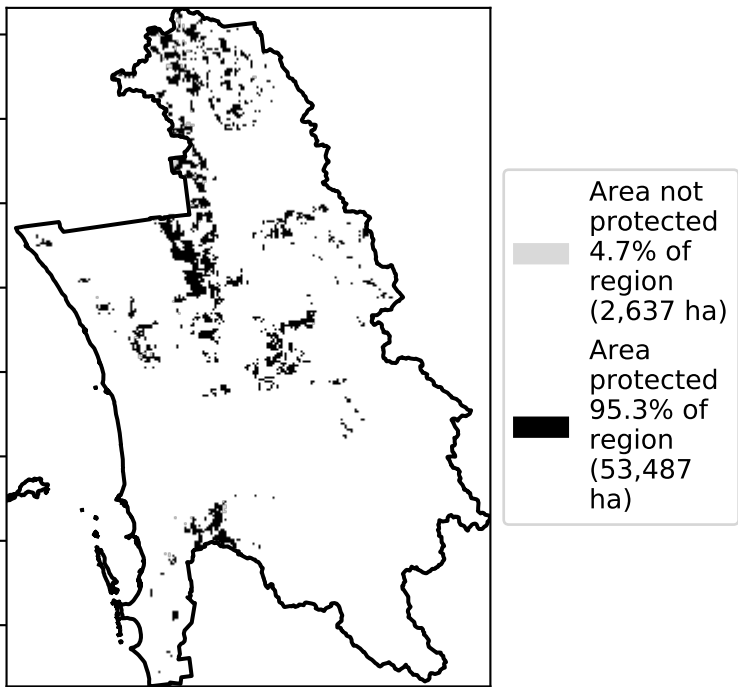 Area not
protected
4.7% of
region
(2,637 ha)
Area
protected
95.3% of
region
(53,487
ha)